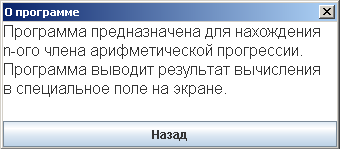 О программе
Программа предназначена для нахождения
n-ого члена арифметической прогрессии.
Программа выводит результат вычисления
в специальное поле на экране.
Назад